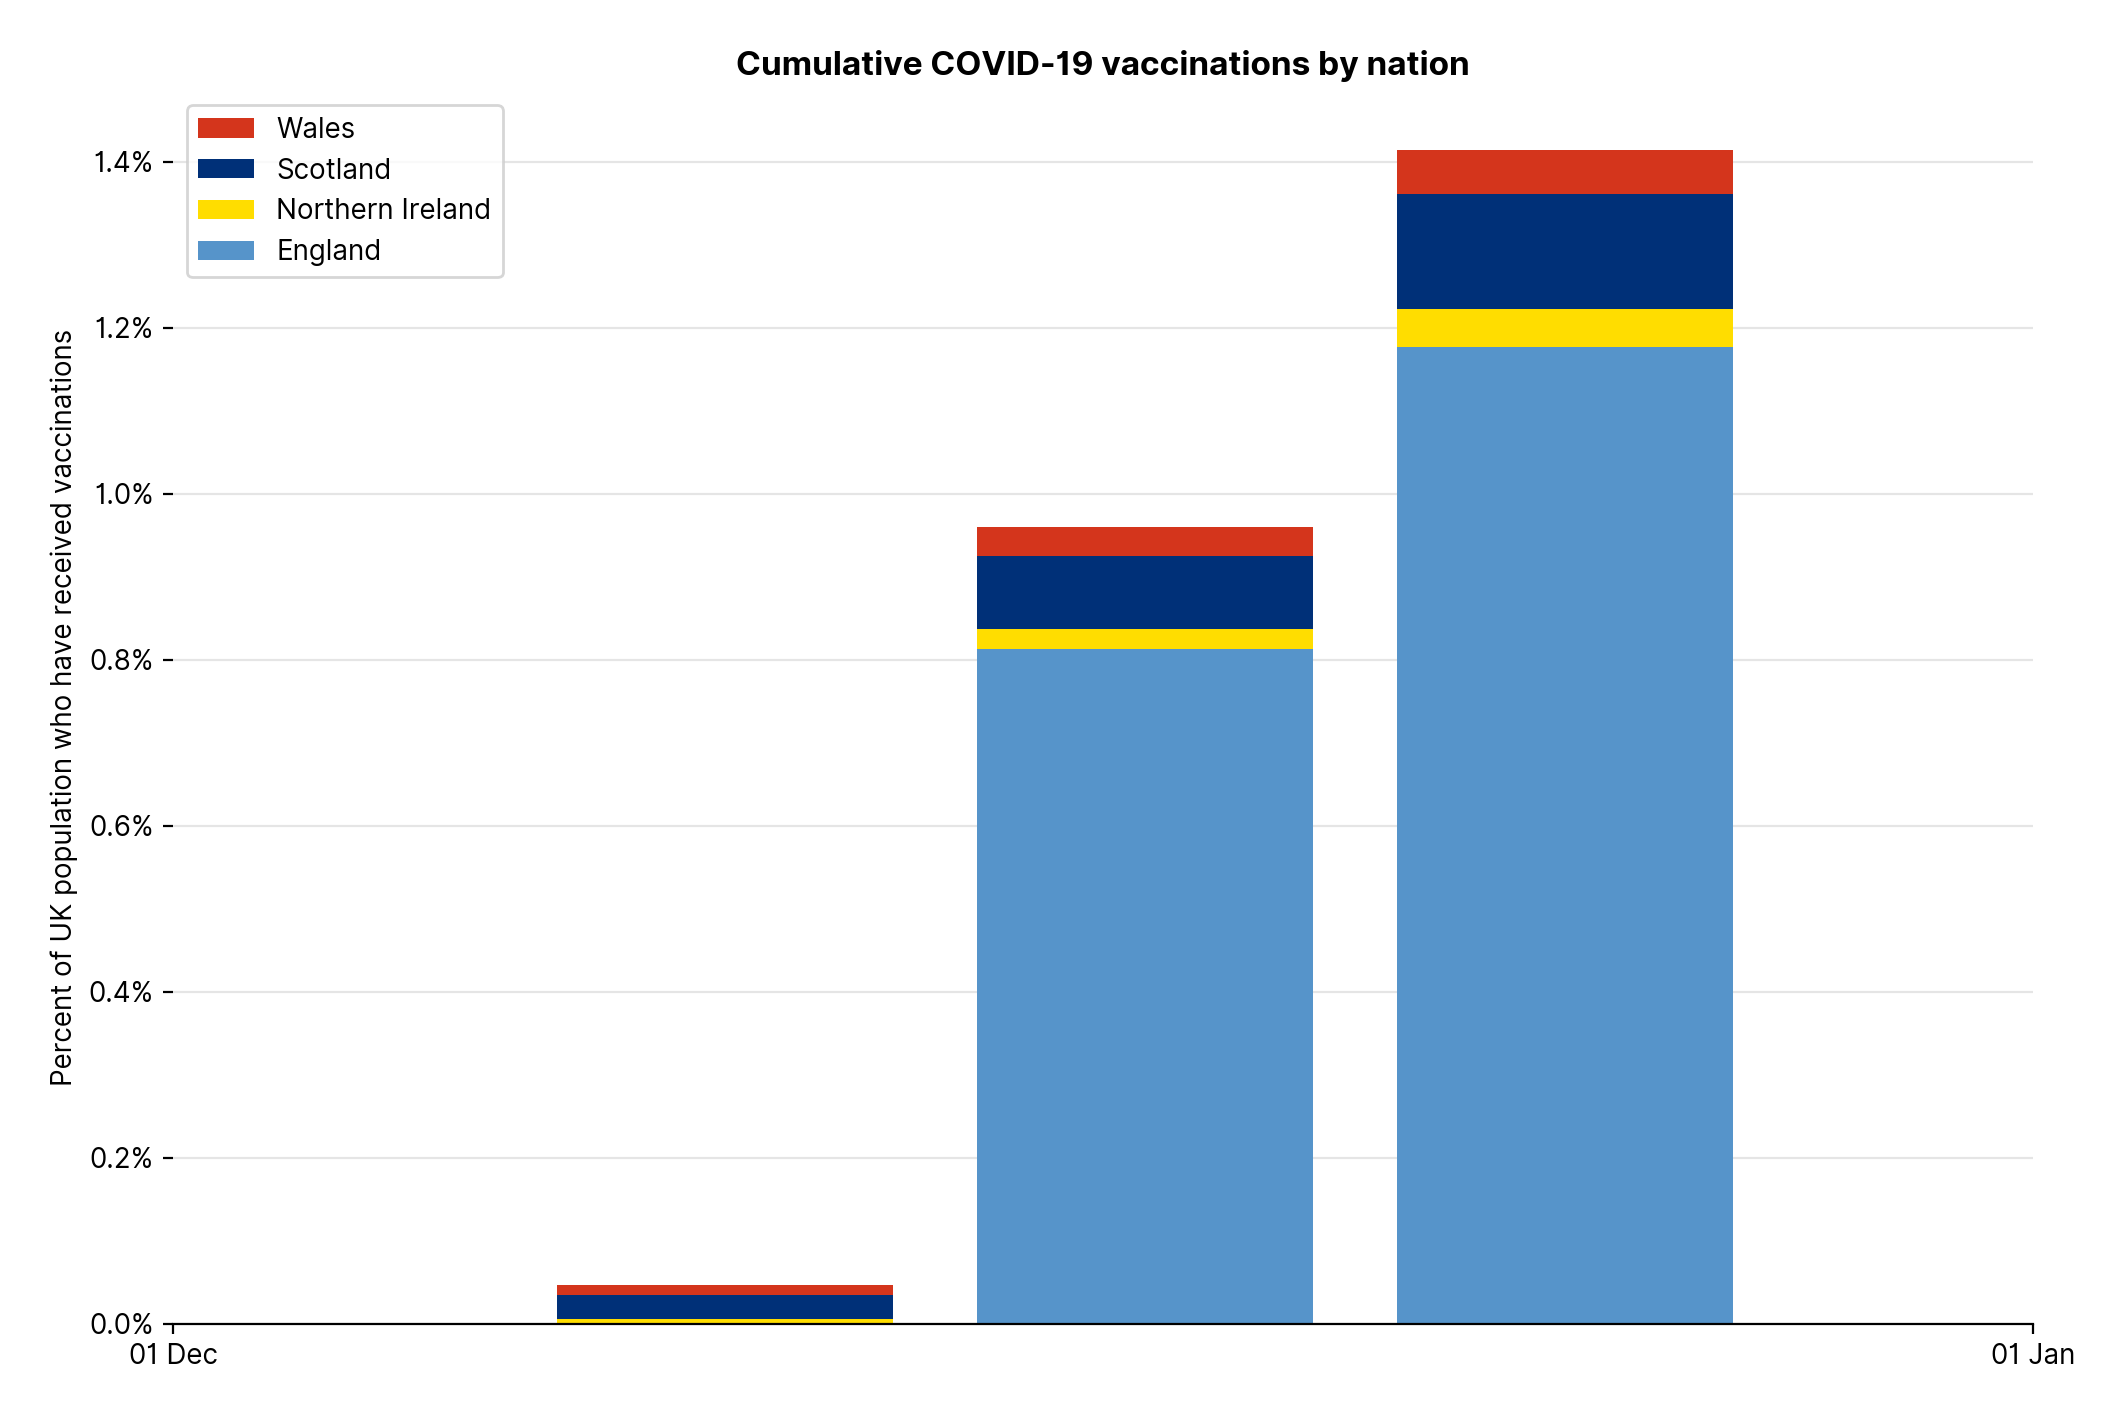 Cumulative COVID-19 vaccinations by nation
Wales
Scotland
Northern Ireland
England
Percent of UK population who have received vaccinations
1.4%
1.2%
1.0%
0.8%
0.6%
0.4%
0.2%
0.0%
01 Dec
01 Jan